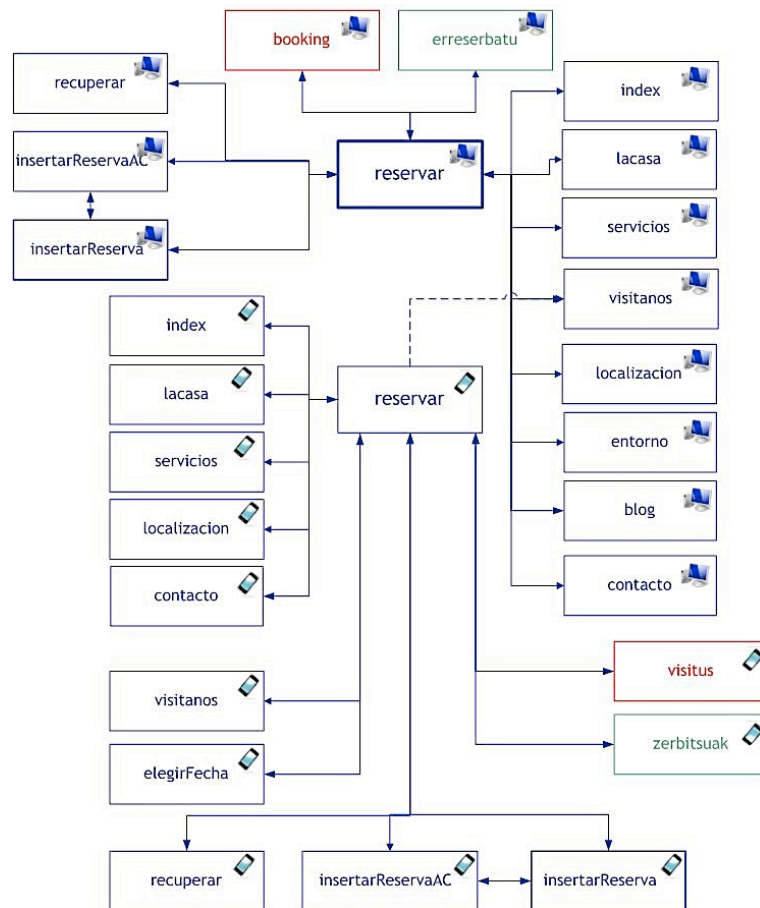 booking
erreserbatu
recuperar
index
insertarReservaAC
reservar
lacasa
servicios
insertarReserva
visitanos
index
localizacion
lacasa
reservar
entorno
servicios
blog
localizacion
contacto
contacto
visitus
visitanos
zerbitsuak
elegirFecha
recuperar
insertarReservaAC
insertarReserva